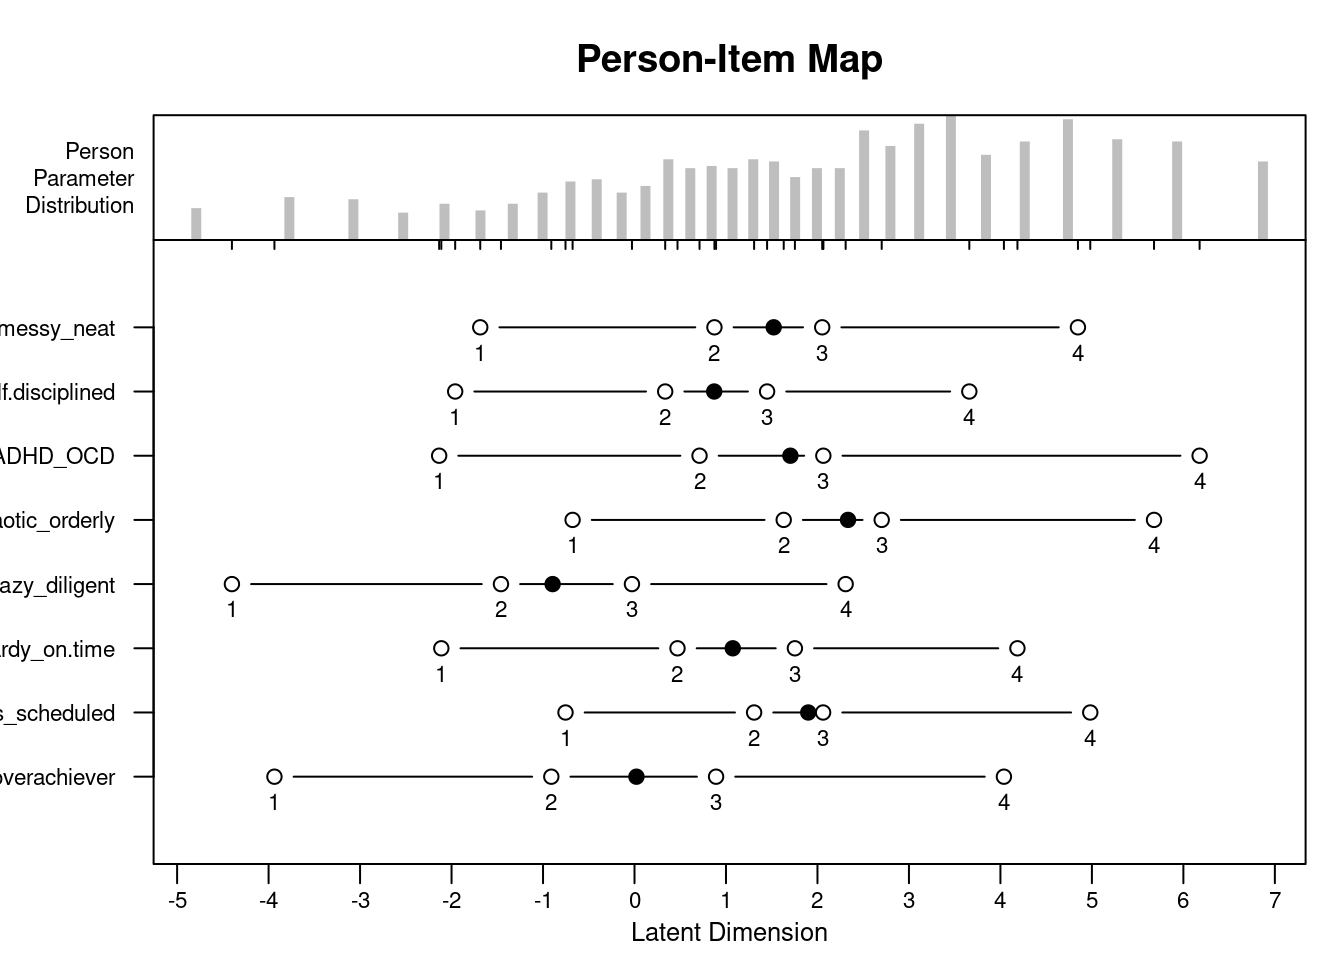 Person-Item Map
Person
Parameter
Distribution
messy_neat
1 2 3 4
lf.disciplined
1 2 3 4
ADHD_OCD
1 2 3 4
aotic_orderly
1 2 3 4
azy_diligent
1 2 3 4
rdy_on.time
1 2 3 4
s_scheduled
1 2 3 4
overachiever
1 2 3 4
-5 -4 -3 -2 -1 0 1 2 3 4 5 6 7
Latent Dimension